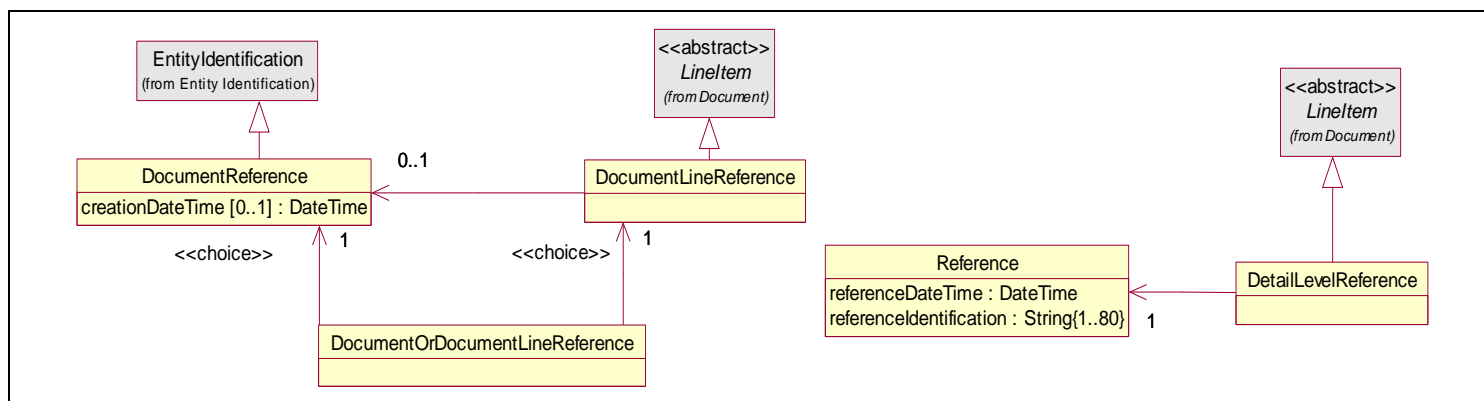 EntityIdentification
(from Entity Identification)
<<abstract>>
LineItem
(from Document)
<<abstract>>
LineItem
(from Document)
DocumentReference
creationDateTime [0..1] : DateTime
0..1
DocumentLineReference
<<choice>>
1
<<choice>>
1
DocumentOrDocumentLineReference
Reference
referenceDateTime : DateTime
referenceIdentification : String{1..80}
1
DetailLevelReference